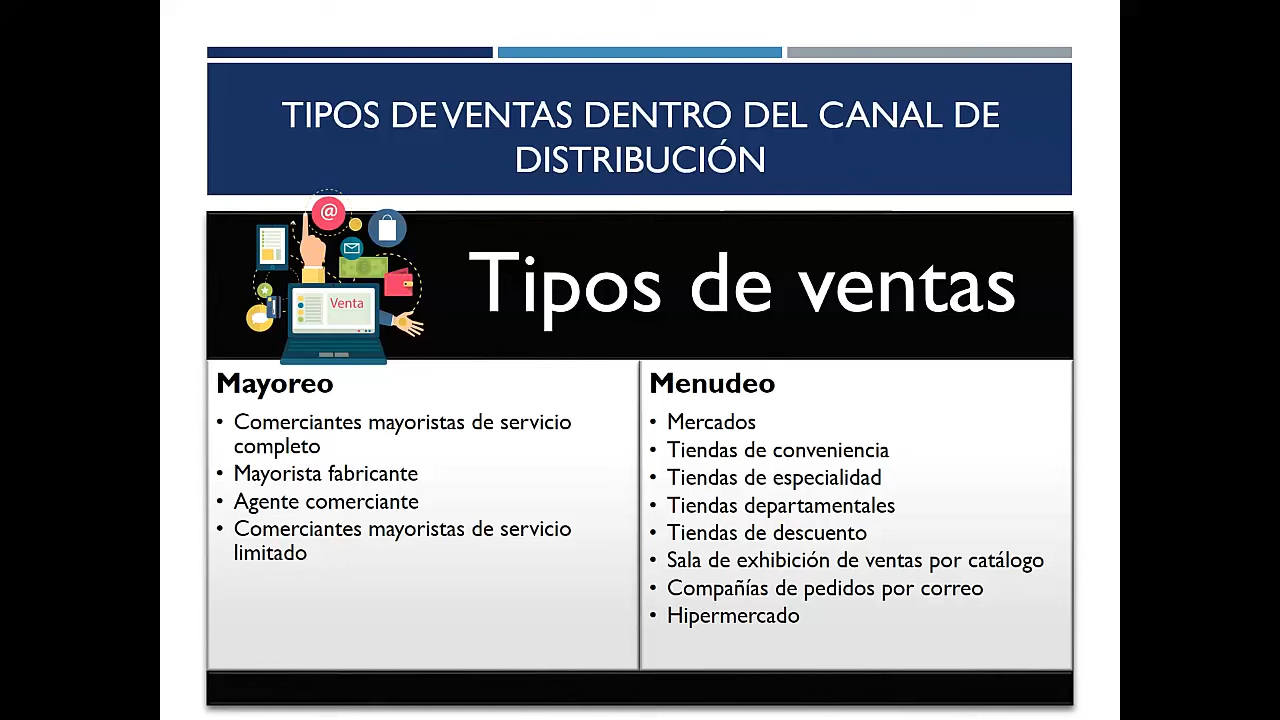 TIPOS DE VENTAS DENTRO DEL CANAL DE
DISTRIBUCIÓN
@
Venta
Tipos de ventas
Mayoreo
• Comerciantes mayoristas de servicio
completo
• Mayorista fabricante
• Agente comerciante
• Comerciantes mayoristas de servicio
limitado
Menudeo
• Mercados
• Tiendas de conveniencia
• Tiendas de especialidad
• Tiendas departamentales
• Tiendas de descuento
• Sala de exhibición de ventas por catálogo
• Compañías de pedidos por correo
• Hipermercado